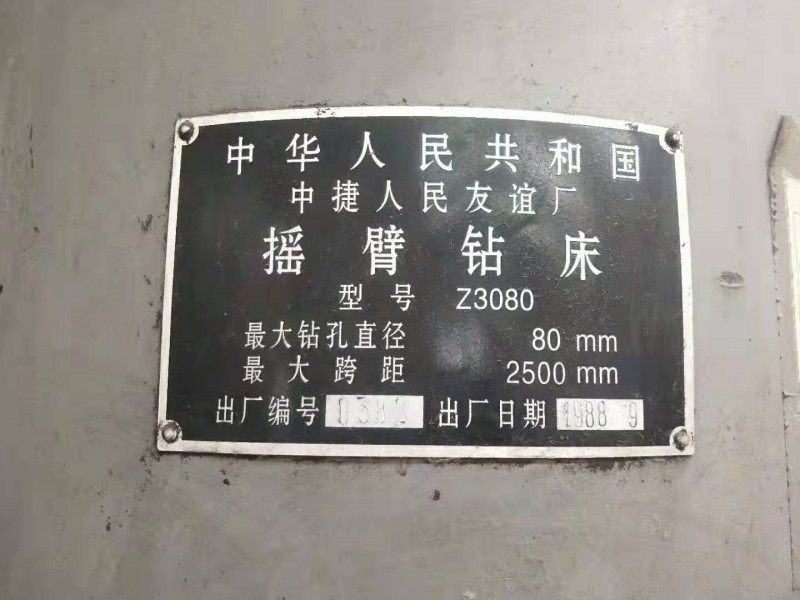 中华人民共和国
中捷人民友谊厂
摇臂钻床
型号 Z3080
最大钻孔直径 80 mm
最大跨距 2500 mm
出厂编号 出厂日期 1988 9